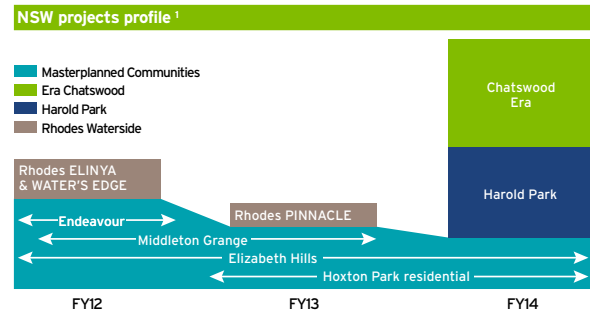 NSW projects profile 1
Masterplanned Communities
Era Chatswood
Harold Park
Rhodes Waterside
Chatswood
Era
Harold Park
Rhodes ELINYA
& WATER'S EDGE
Rhodes PINNACLE
Endeavour
Middleton Grange
Elizabeth Hills
Hoxton Park residential
FY12
FY13
FY14